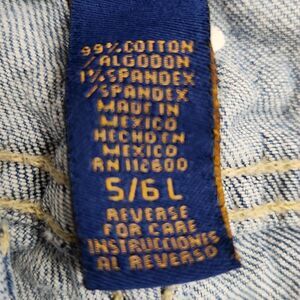 99% COTTON
/ALGODON
1% SPANDEX
/SPANDEX
MADE IN
MEXICO
HECHO EN
MEXICO
RN 112600
5/6 L
REVERSE
FOR CARE
INSTRUCCIONES
AL REVERSO